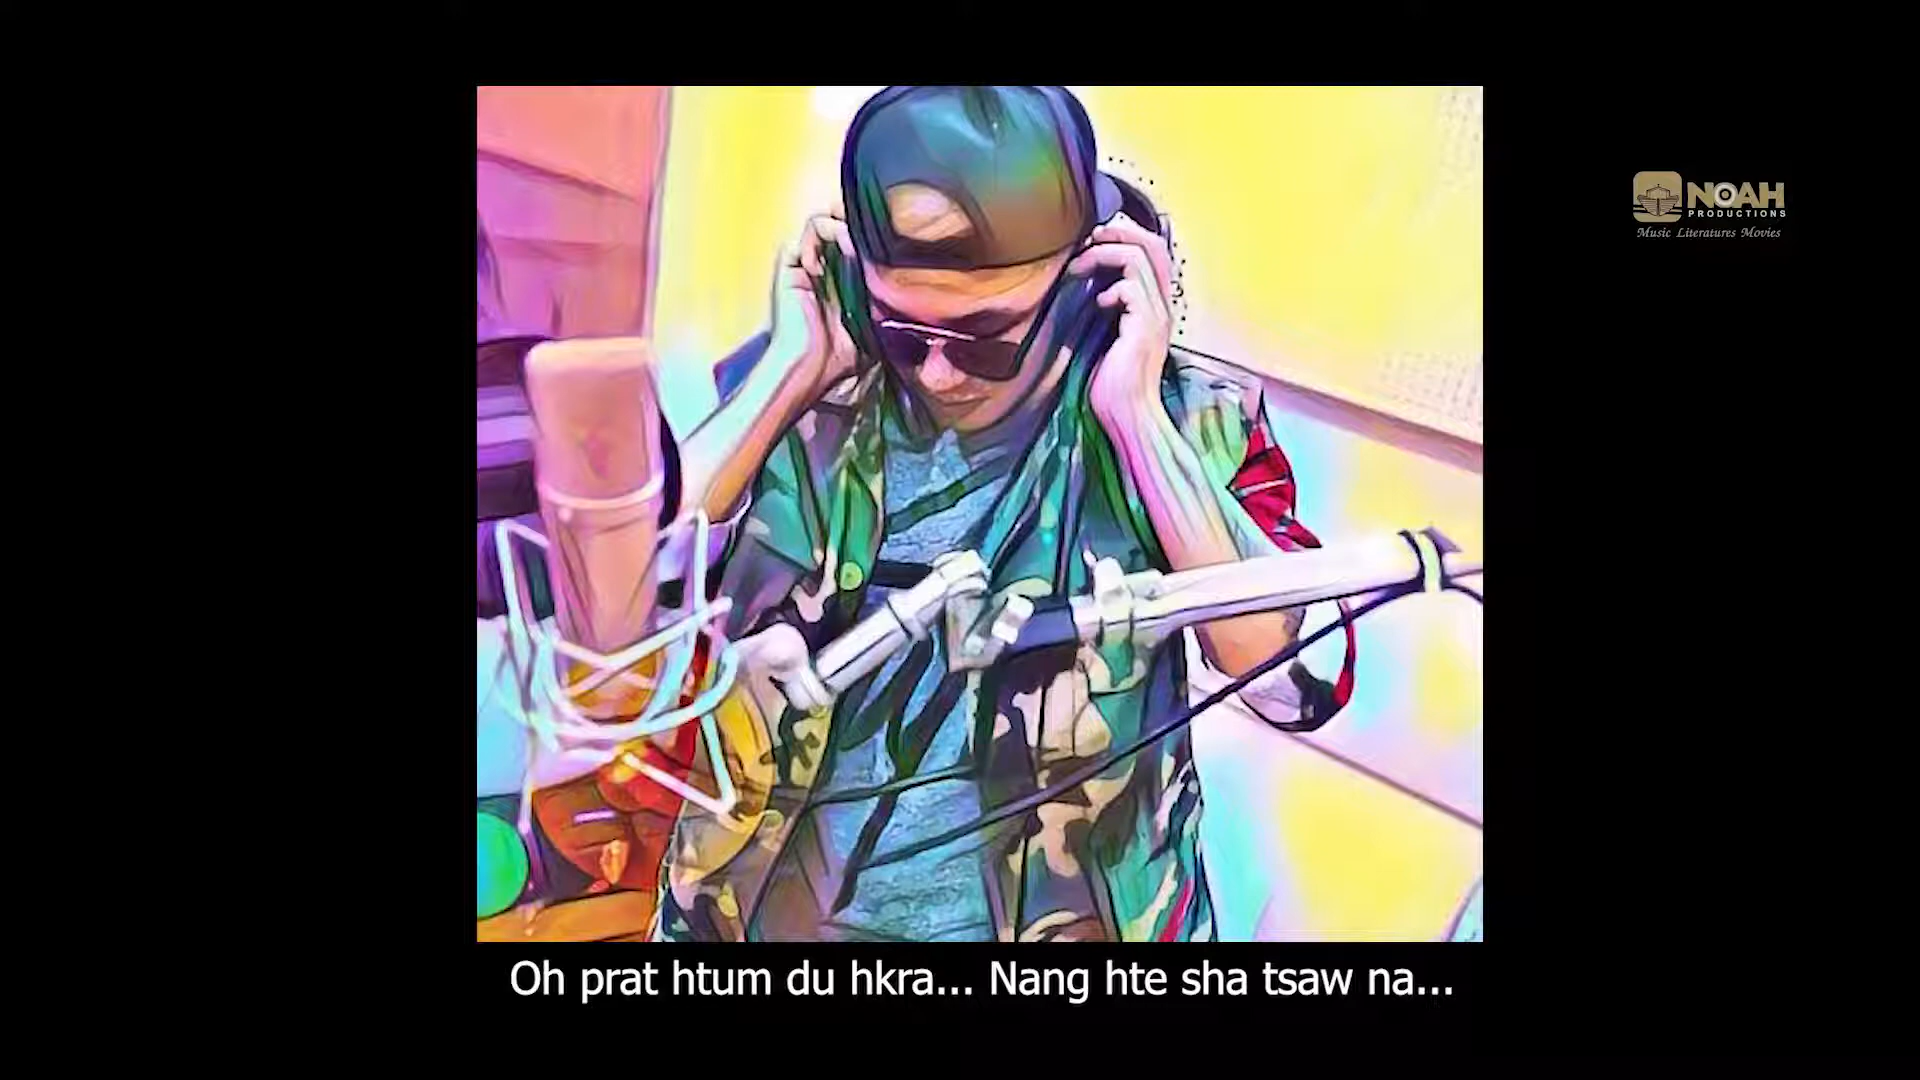 NOAH
PRODUCTIONS
Music Literatures Movies
Oh prat htum du hkra... Nang hte sha tsaw na...